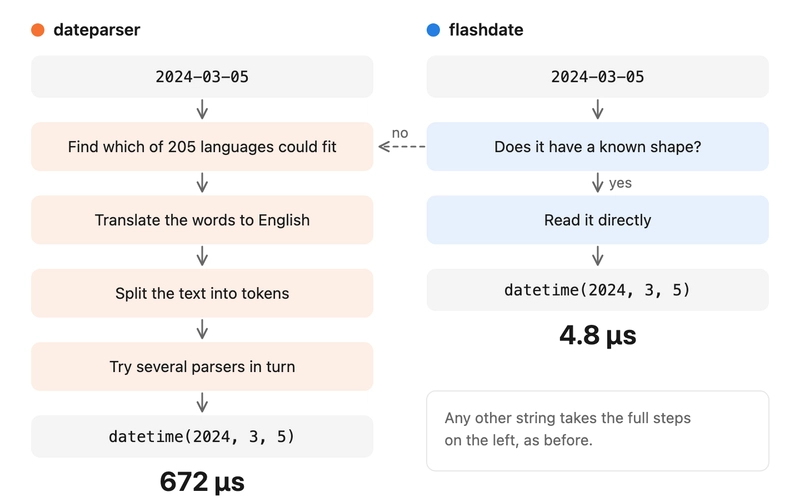 dateparser
2024-03-05
Find which of 205 languages could fit
Translate the words to English
Split the text into tokens
Try several parsers in turn
datetime(2024, 3, 5)
672 µs
flashdate
2024-03-05
no
Does it have a known shape?
yes
Read it directly
datetime(2024, 3, 5)
4.8 µs
Any other string takes the full steps
on the left, as before.